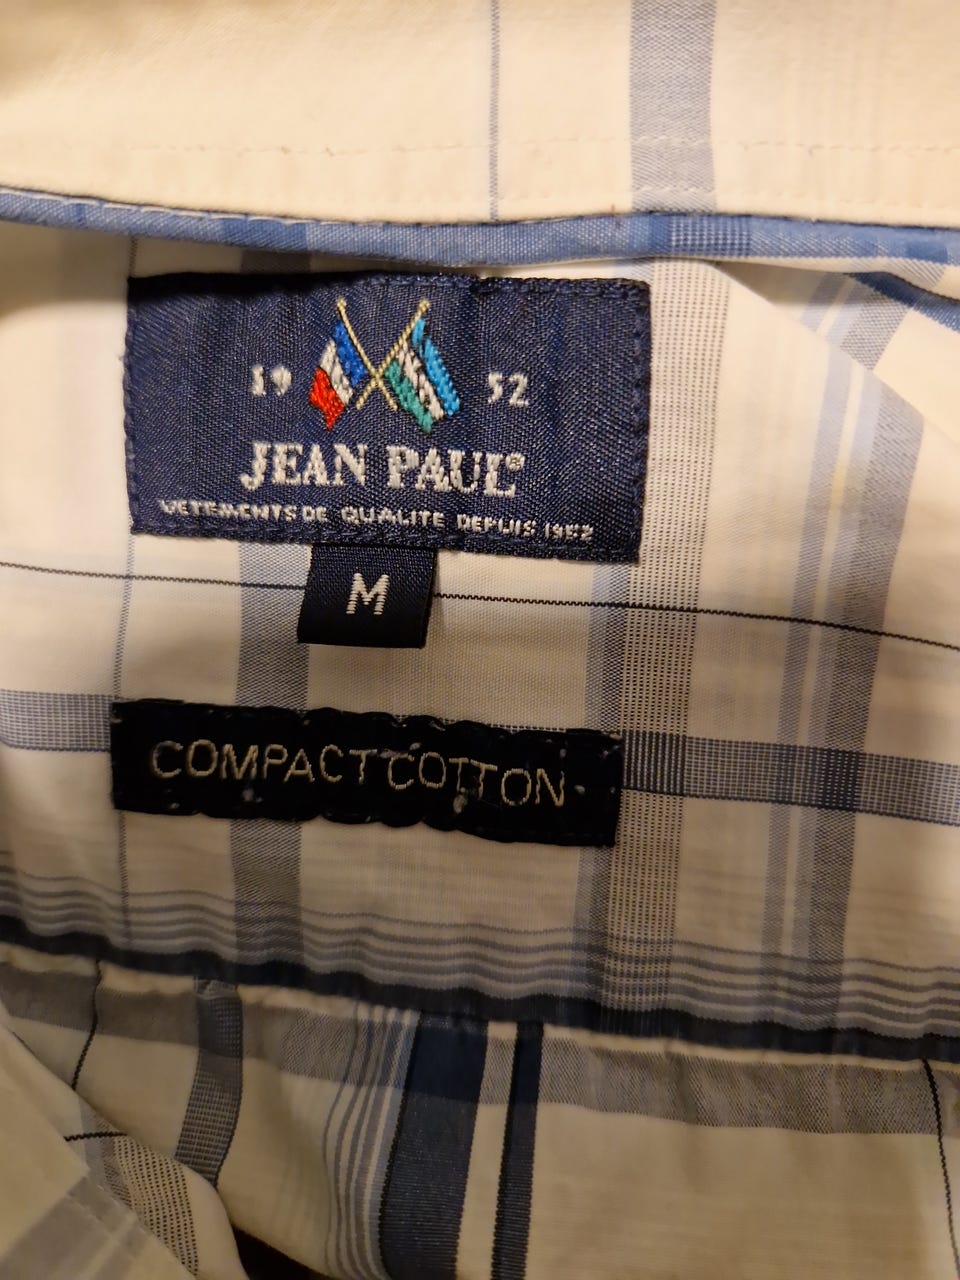 19 52
JEAN PAUL®
VETEMENTS DE QUALITE DEPUIS 1952
M
COMPACT COTTON